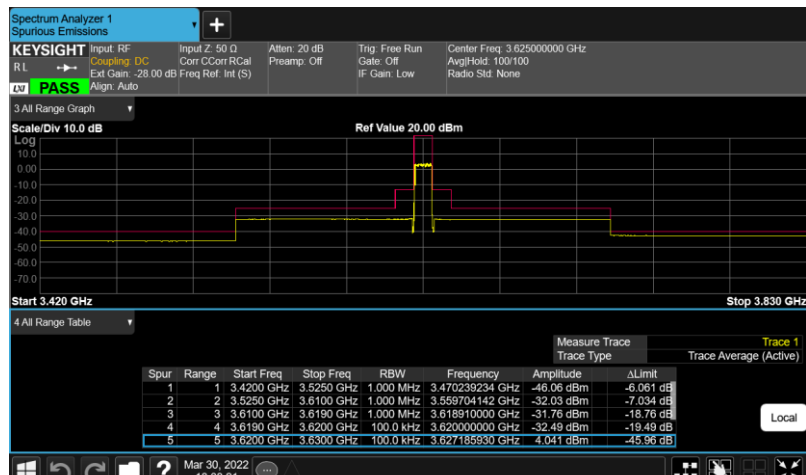 Spectrum Analyzer 1
Spurious Emissions
+
KEYSIGHT Input: RF Input Z: 50 Ω Atten: 20 dB Trig: Free Run Center Freq: 3.625000000 GHz
RL Coupling: DC Corr CCorr RCal Preamp: Off Gate: Off Avg|Hold: 100/100
Ext Gain: -28.00 dB Freq Ref: Int (S) IF Gain: Low Radio Std: None
LXI PASS Align: Auto
3 All Range Graph
Scale/Div 10.0 dB Ref Value 20.00 dBm
Log
10.0
0.00
-10.0
-20.0
-30.0
-40.0
-50.0
-60.0
-70.0
Start 3.420 GHz Stop 3.830 GHz
4 All Range Table
Measure Trace Trace 1
Trace Type Trace Average (Active)
Spur Range Start Freq Stop Freq RBW Frequency Amplitude ΔLimit
1 1 3.4200 GHz 3.5250 GHz 1.000 MHz 3.470239234 GHz -46.06 dBm -6.061 dB
2 2 3.5250 GHz 3.6100 GHz 1.000 MHz 3.559704142 GHz -32.03 dBm -7.034 dB
3 3 3.6100 GHz 3.6190 GHz 1.000 MHz 3.618910000 GHz -31.76 dBm -18.76 dB
4 4 3.6190 GHz 3.6200 GHz 100.0 kHz 3.620000000 GHz -32.49 dBm -19.49 dB
5 5 3.6200 GHz 3.6300 GHz 100.0 kHz 3.627185930 GHz 4.041 dBm -45.96 dB
Local
? Mar 30, 2022